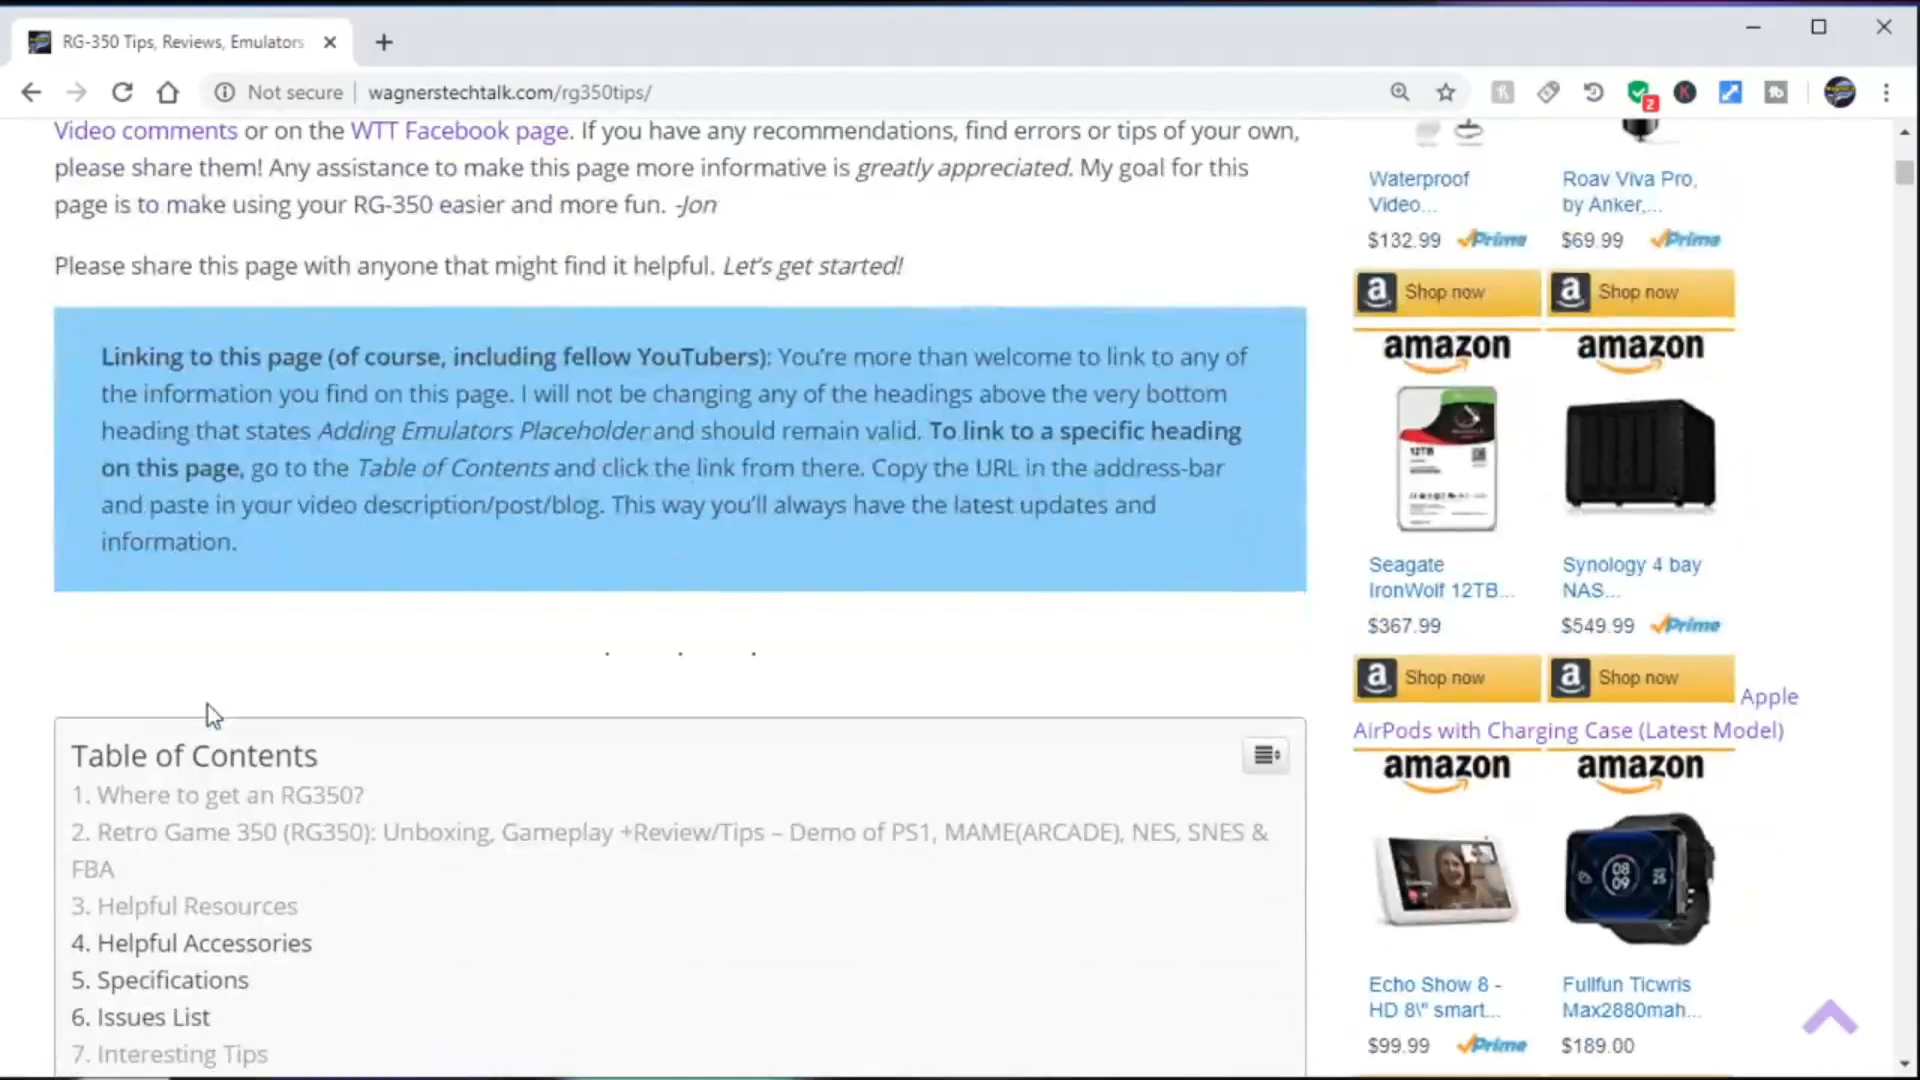 RG-350 Tips, Reviews, Emulators
Not secure
wagnerstechtalk.com/rg350tips/
2
Video comments or on the WTT Facebook page. If you have any recommendations, find errors or tips of your own,
please share them! Any assistance to make this page more informative is greatly appreciated. My goal for this
page is to make using your RG-350 easier and more fun. -Jon
Please share this page with anyone that might find it helpful. Let's get started!
Linking to this page (of course, including fellow YouTubers): You're more than welcome to link to any of
the information you find on this page. I will not be changing any of the headings above the very bottom
heading that states Adding Emulators Placeholder and should remain valid. To link to a specific heading
on this page, go to the Table of Contents and click the link from there. Copy the URL in the address-bar
and paste in your video description/post/blog. This way you'll always have the latest updates and
information.
. . .
Table of Contents
1. Where to get an RG350?
2. Retro Game 350 (RG350): Unboxing, Gameplay +Review/Tips – Demo of PS1, MAME(ARCADE), NES, SNES &
FBA
3. Helpful Resources
4. Helpful Accessories
5. Specifications
6. Issues List
7. Interesting Tips
Waterproof
Video...
$132.99 Prime
a Shop now
Roav Viva Pro,
by Anker,...
$69.99 Prime
a Shop now
amazon
12TB
Seagate
IronWolf 12TB...
$367.99
a Shop now
amazon
Synology 4 bay
NAS...
$549.99 Prime
a Shop now
Apple
AirPods with Charging Case (Latest Model)
amazon
Echo Show 8 -
HD 8\" smart...
$99.99 Prime
amazon
08
09
Fullfun Ticwris
Max2880mah...
$189.00